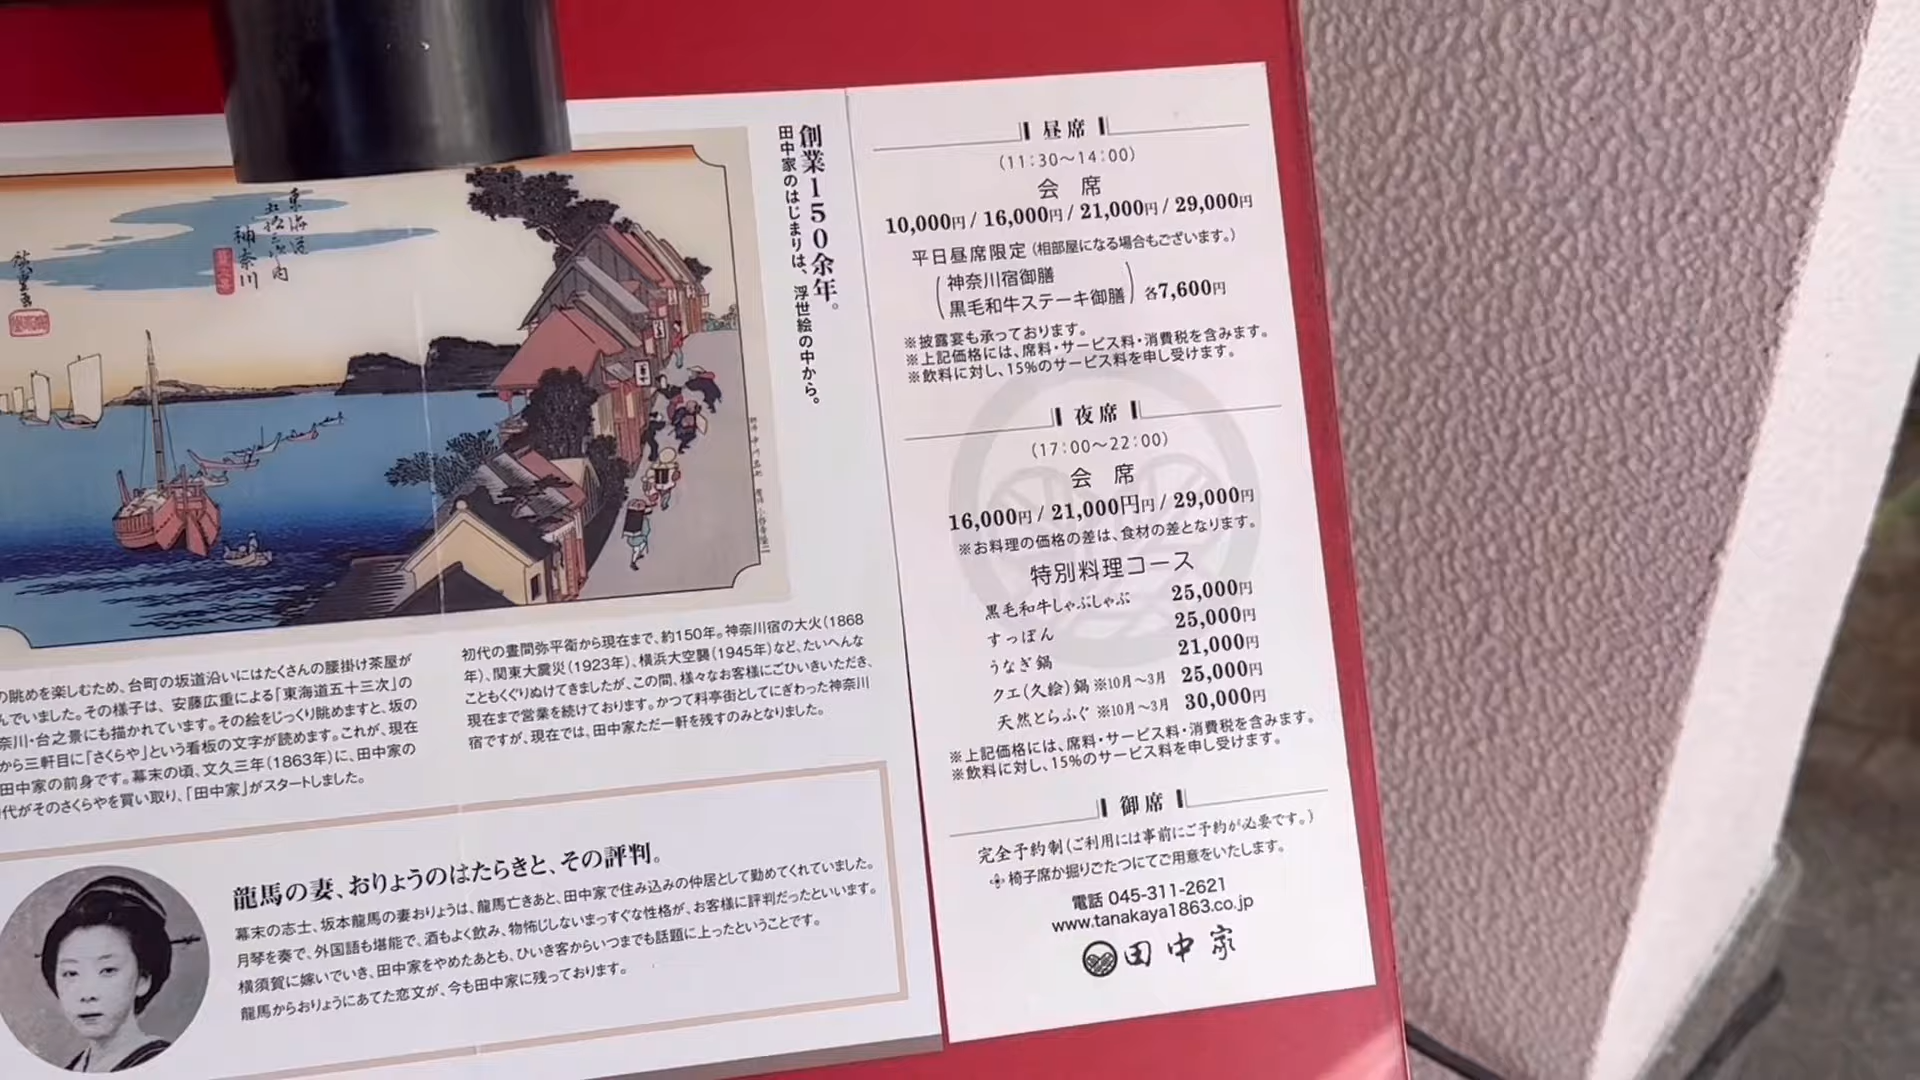 東海道
五拾三次之内
神奈川
創業150余年。
田中家のはじまりは、浮世絵の中から。
の眺めを楽しむため、台町の坂道沿いにはたくさんの腰掛け茶屋が
んでいました。その様子は、安藤広重による「東海道五十三次」の
奈川・台之景にも描かれています。その絵をじっくり眺めますと、坂の
から三軒目に「さくらや」という看板の文字が読めます。これが、現在
田中家の前身です。幕末の頃、文久三年(1863年)に、田中家の
代がそのさくらやを買い取り、「田中家」がスタートしました。
初代の晝間弥平衛から現在まで、約150年。神奈川宿の大火(1868
年)、関東大震災(1923年)、横浜大空襲(1945年)など、たいへんな
こともくぐりぬけてきましたが、この間、様々なお客様にごひいきいただき、
現在まで営業を続けております。かつて料亭街としてにぎわった神奈川
宿ですが、現在では、田中家ただ一軒を残すのみとなりました。
龍馬の妻、おりょうのはたらきと、その評判。
幕末の志士、坂本龍馬の妻おりょうは、龍馬亡きあと、田中家で住み込みの仲居として勤めてくれていました。
月琴を奏で、外国語も堪能で、酒もよく飲み、物怖じしないまっすぐな性格が、お客様に評判だったといいます。
横須賀に嫁いでいき、田中家をやめたあとも、ひいき客からいつまでも話題に上ったということです。
龍馬からおりょうにあてた恋文が、今も田中家に残っております。
昼席
(11:30〜14:00)
会 席
10,000円 / 16,000円 / 21,000円 / 29,000円
平日昼席限定(相部屋になる場合もございます。)
神奈川宿御膳
黒毛和牛ステーキ御膳
各7,600円
※披露宴も承っております。
※上記価格には、席料・サービス料・消費税を含みます。
※飲料に対し、15%のサービス料を申し受けます。
夜席
(17:00〜22:00)
会 席
16,000円 / 21,000円円 / 29,000円
※お料理の価格の差は、食材の差となります。
特別料理コース
黒毛和牛しゃぶしゃぶ 25,000円
すっぽん 25,000円
うなぎ鍋 21,000円
クエ(久絵)鍋 ※10月〜3月 25,000円
天然とらふぐ ※10月〜3月 30,000円
※上記価格には、席料・サービス料・消費税を含みます。
※飲料に対し、15%のサービス料を申し受けます。
御席
完全予約制(ご利用には事前にご予約が必要です。)
椅子席か掘りごたつにてご用意をいたします。
電話 045-311-2621
www.tanakaya1863.co.jp
田中家